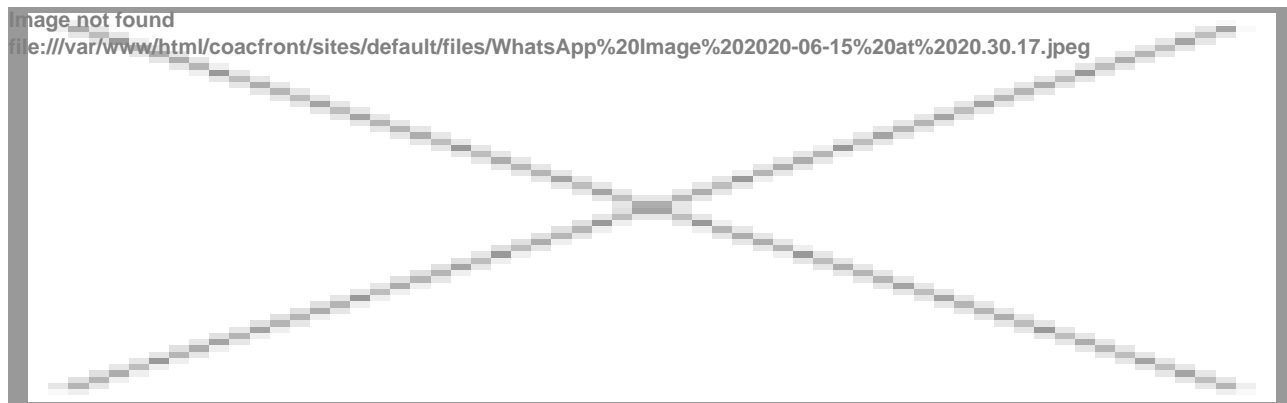 Image not found
file:///var/www/html/coacfront/sites/default/files/WhatsApp%20Image%202020-06-15%20at%2020.30.17.jpeg